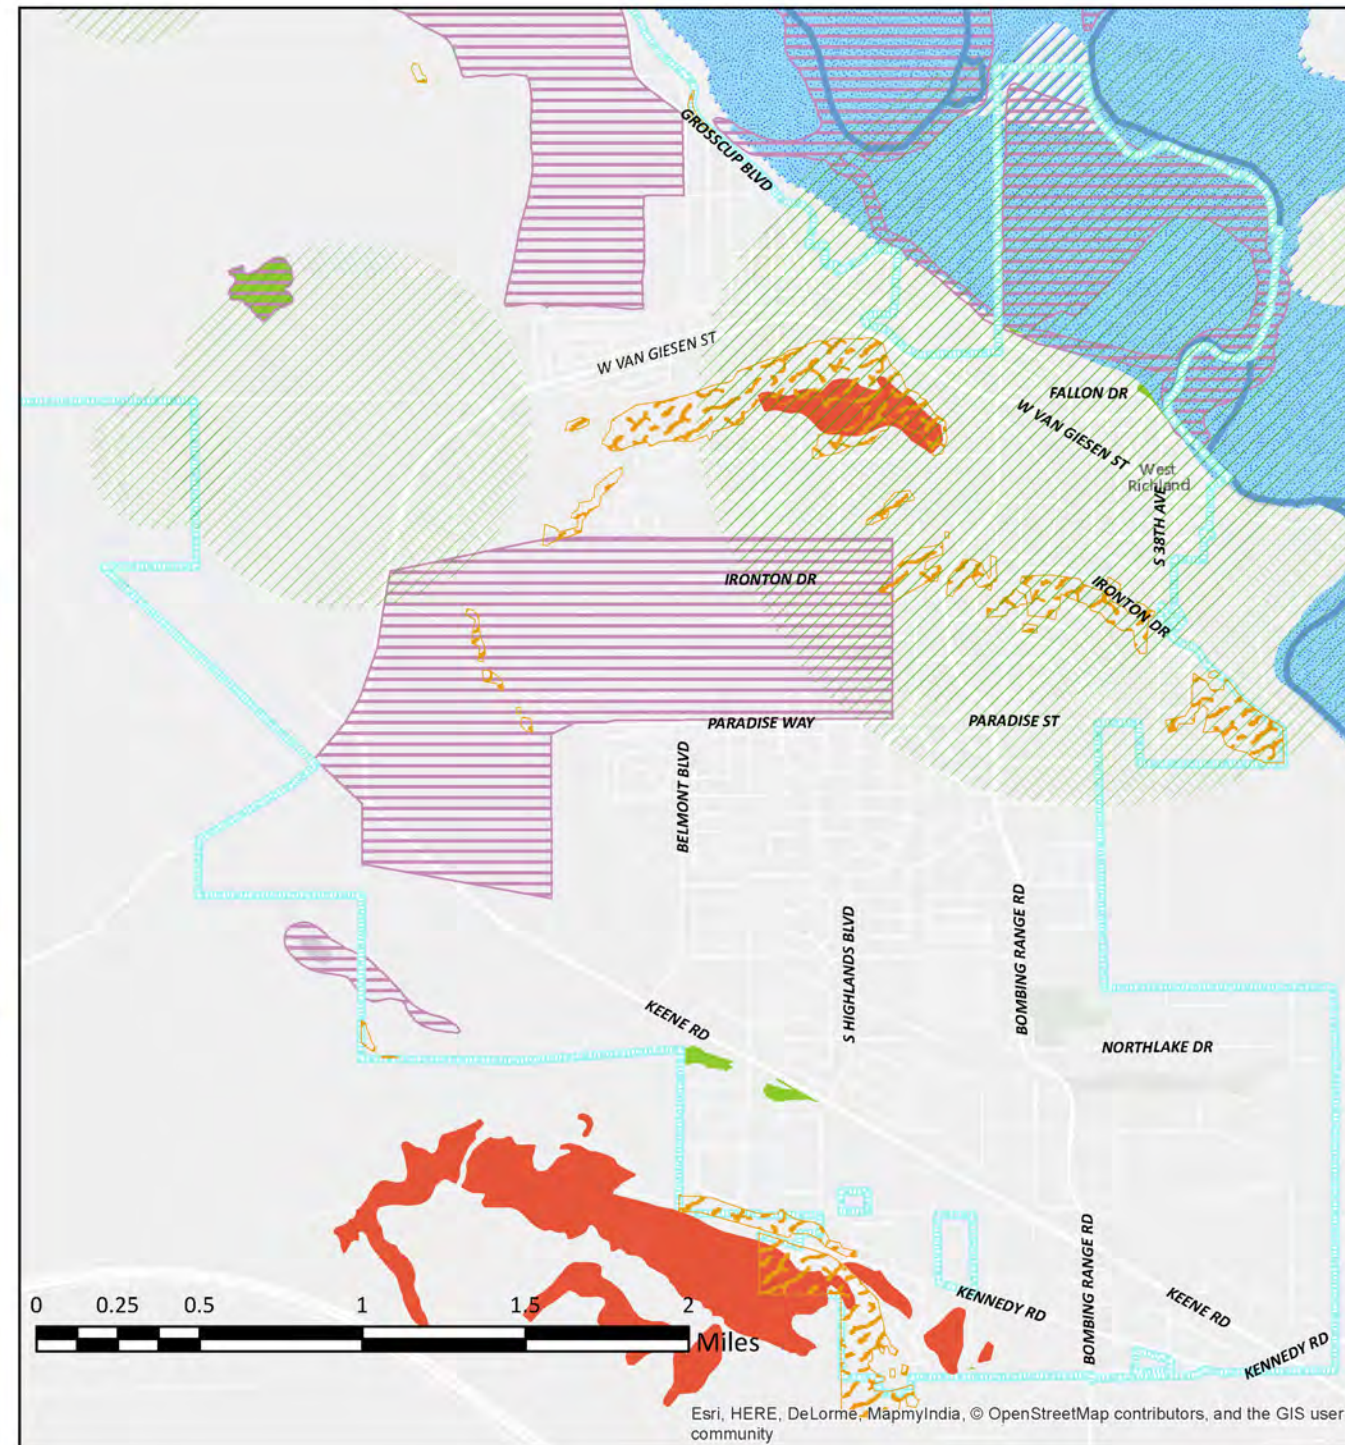 GROSSCUP BLVD
W VAN GIESEN ST
FALLON DR
W VAN GIESEN ST
West
Richland
S 38TH AVE
IRONTON DR
IRONTON DR
PARADISE WAY
PARADISE ST
BELMONT BLVD
BOMBING RANGE RD
S HIGHLANDS BLVD
KEENE RD
NORTHLAKE DR
BOMBING RANGE RD
KENNEDY RD
KEENE RD
KENNEDY RD
0 0.25 0.5 1 1.5 2
Miles
Esri, HERE, DeLorme, MapmyIndia, © OpenStreetMap contributors, and the GIS user
community